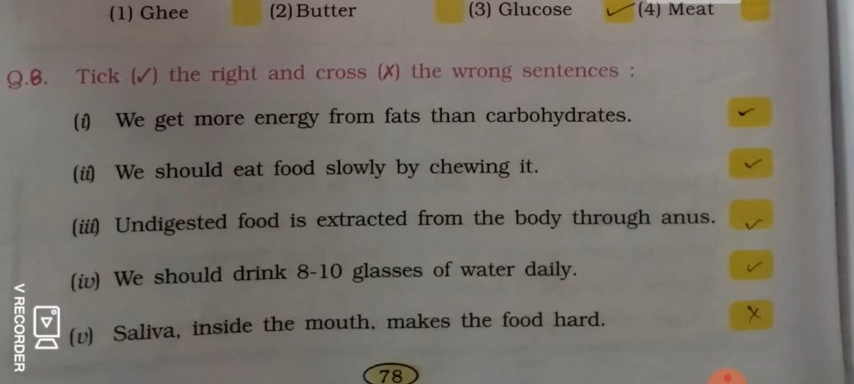 (1) Ghee (2) Butter (3) Glucose ✓ (4) Meat
Q.8. Tick (✓) the right and cross (✗) the wrong sentences :
(i) We get more energy from fats than carbohydrates. ✓
(ii) We should eat food slowly by chewing it. ✓
(iii) Undigested food is extracted from the body through anus. ✓
(iv) We should drink 8-10 glasses of water daily. ✓
(v) Saliva, inside the mouth, makes the food hard. ✗
78
V RECORDER